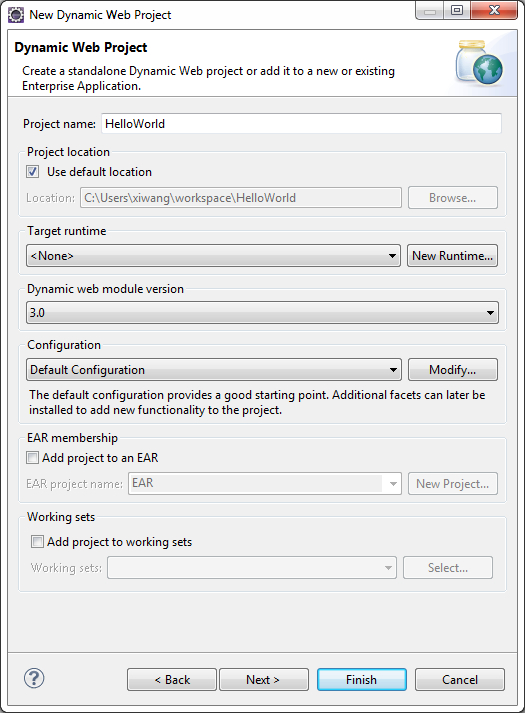 New Dynamic Web Project
Dynamic Web Project
Create a standalone Dynamic Web project or add it to a new or existing
Enterprise Application.
Project name: HelloWorld
Project location
Use default location
Location: C:\Users\xiwang\workspace\HelloWorld Browse...
Target runtime
<None> New Runtime...
Dynamic web module version
3.0
Configuration
Default Configuration Modify...
The default configuration provides a good starting point. Additional facets can later be
installed to add new functionality to the project.
EAR membership
Add project to an EAR
EAR project name: EAR New Project...
Working sets
Add project to working sets
Working sets: Select...
? < Back Next > Finish Cancel